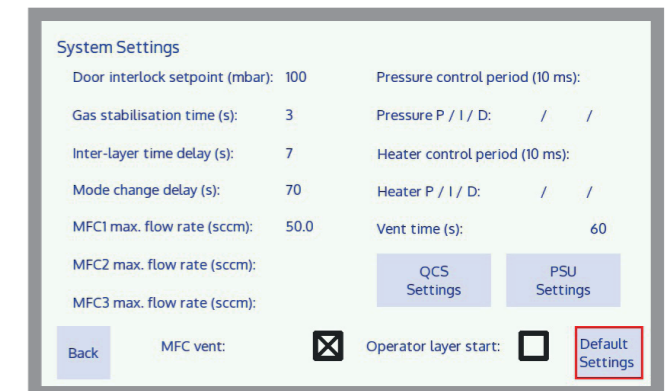 System Settings
Door interlock setpoint (mbar): 100
Gas stabilisation time (s): 3
Inter-layer time delay (s): 7
Mode change delay (s): 70
MFC1 max. flow rate (sccm): 50.0
MFC2 max. flow rate (sccm):
MFC3 max. flow rate (sccm):
Pressure control period (10 ms):
Pressure P / I / D: / /
Heater control period (10 ms):
Heater P / I / D: / /
Vent time (s): 60
QCS
Settings
PSU
Settings
Back
MFC vent:
Operator layer start:
Default
Settings